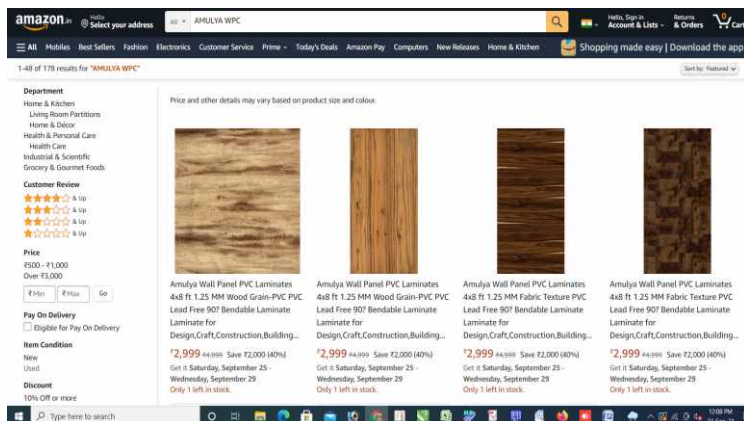 amazon.in
Hello
Select your address
All
AMULYA WPC
Hello, Sign in
Account & Lists
Returns
& Orders
Cart
All Mobiles Best Sellers Fashion Electronics Customer Service Prime Today's Deals Amazon Pay Computers New Releases Home & Kitchen
Shopping made easy | Download the app
1-48 of 178 results for "AMULYA WPC"
Sort by: Featured
Department
Home & Kitchen
Living Room Partitions
Home & Décor
Health & Personal Care
Health Care
Industrial & Scientific
Grocery & Gourmet Foods
Customer Review
& Up
& Up
& Up
& Up
Price
₹500 - ₹1,000
Over ₹3,000
₹ Min ₹ Max Go
Pay On Delivery
Eligible for Pay On Delivery
Item Condition
New
Used
Discount
10% Off or more
Price and other details may vary based on product size and colour.
Amulya Wall Panel PVC Laminates
4x8 ft 1.25 MM Wood Grain-PVC PVC
Lead Free 90? Bendable Laminate
Laminate for
Design,Craft,Construction,Building...
₹2,999 ₹4,999 Save ₹2,000 (40%)
Get it Saturday, September 25 -
Wednesday, September 29
Only 1 left in stock.
Amulya Wall Panel PVC Laminates
4x8 ft 1.25 MM Wood Grain-PVC PVC
Lead Free 90? Bendable Laminate
Laminate for
Design,Craft,Construction,Building...
₹2,999 ₹4,999 Save ₹2,000 (40%)
Get it Saturday, September 25 -
Wednesday, September 29
Only 1 left in stock.
Amulya Wall Panel PVC Laminates
4x8 ft 1.25 MM Fabric Texture PVC
Lead Free 90? Bendable Laminate
Laminate for
Design,Craft,Construction,Building...
₹2,999 ₹4,999 Save ₹2,000 (40%)
Get it Saturday, September 25 -
Wednesday, September 29
Only 1 left in stock.
Amulya Wall Panel PVC Laminates
4x8 ft 1.25 MM Fabric Texture PVC
Lead Free 90? Bendable Laminate
Laminate for
Design,Craft,Construction,Building...
₹2,999 ₹4,999 Save ₹2,000 (40%)
Get it Saturday, September 25 -
Wednesday, September 29
Only 1 left in stock.
Type here to search
12:08 PM